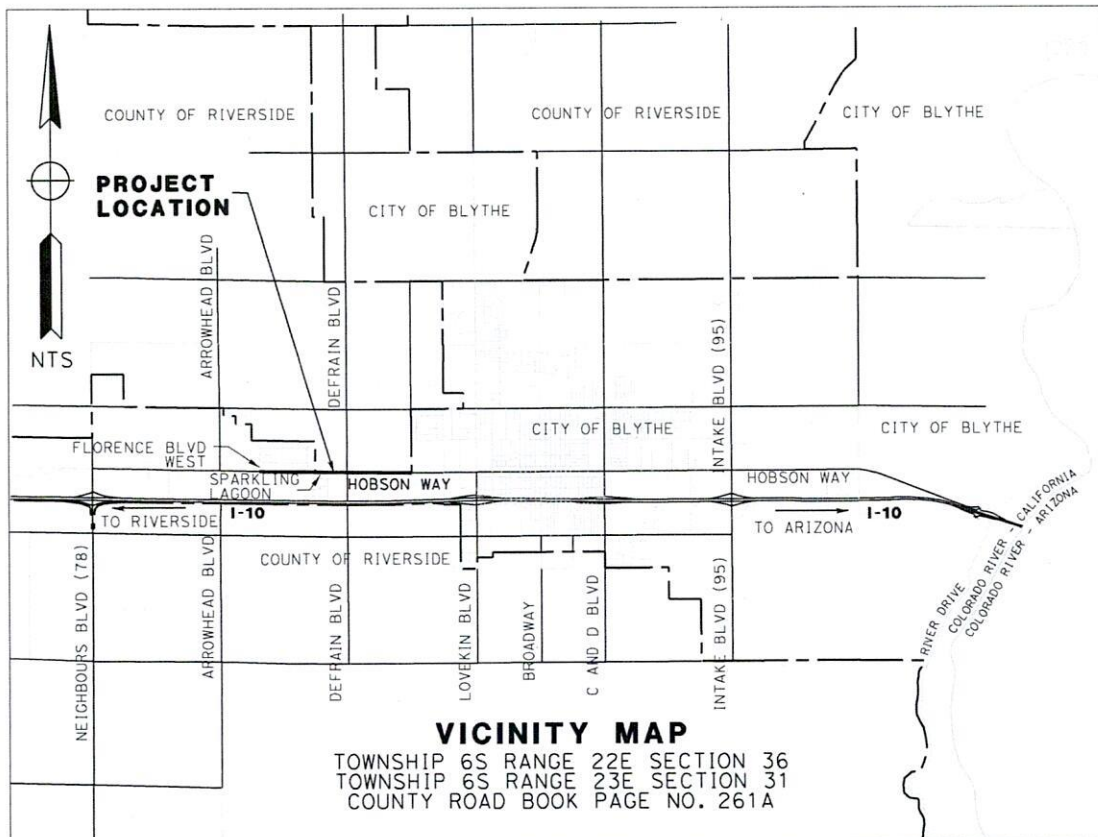 COUNTY OF RIVERSIDE
COUNTY OF RIVERSIDE
CITY OF BLYTHE
PROJECT
LOCATION
CITY OF BLYTHE
NTS
ARROWHEAD BLVD
DEFRAIN BLVD
INTAKE BLVD (95)
FLORENCE BLVD
WEST
CITY OF BLYTHE
CITY OF BLYTHE
SPARKLING
LAGOON
HOBSON WAY
HOBSON WAY
TO RIVERSIDE
I-10
TO ARIZONA
I-10
CALIFORNIA
ARIZONA
COUNTY OF RIVERSIDE
NEIGHBOURS BLVD (78)
ARROWHEAD BLVD
DEFRAIN BLVD
LOVEKIN BLVD
BROADWAY
C AND D BLVD
INTAKE BLVD (95)
RIVER DRIVE
COLORADO RIVER
COLORADO RIVER
VICINITY MAP
TOWNSHIP 6S RANGE 22E SECTION 36
TOWNSHIP 6S RANGE 23E SECTION 31
COUNTY ROAD BOOK PAGE NO. 261A